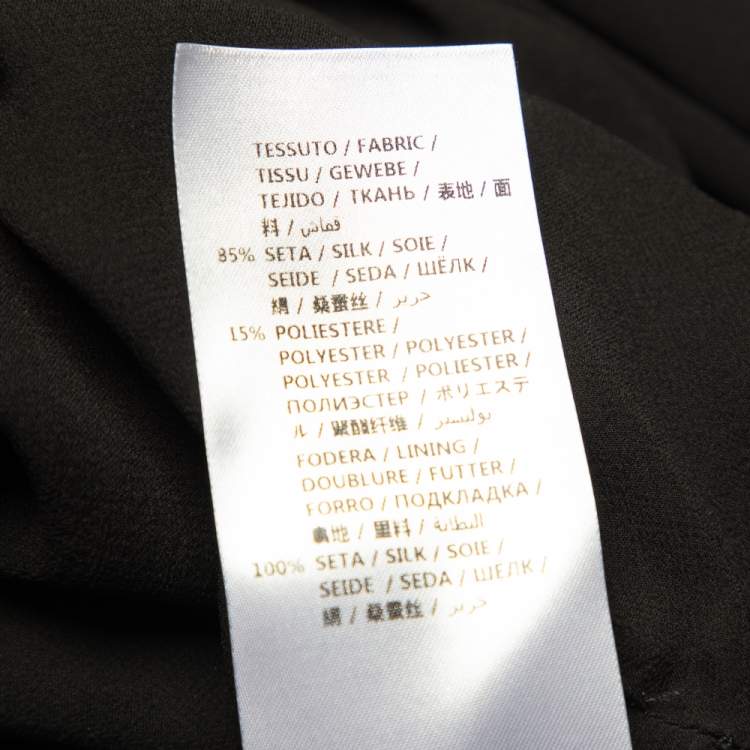 TESSUTO / FABRIC /
TISSU / GEWEBE /
TEJIDO / ТКАНЬ / 表地 / 面
料 / قماش
85% SETA / SILK / SOIE /
SEIDE / SEDA / ШЁЛК /
絹 / 桑蚕丝 / حرير
15% POLIESTERE /
POLYESTER / POLYESTER /
POLYESTER / POLIESTER /
ПОЛИЭСТЕР / ポリエステ
ル / 聚酯纤维 / بوليستر
FODERA / LINING /
DOUBLURE / FUTTER /
FORRO / ПОДКЛАДКА /
裏地 / 里料 / البطانة
100% SETA / SILK / SOIE /
SEIDE / SEDA / ШЁЛК /
絹 / 桑蚕丝 / حرير